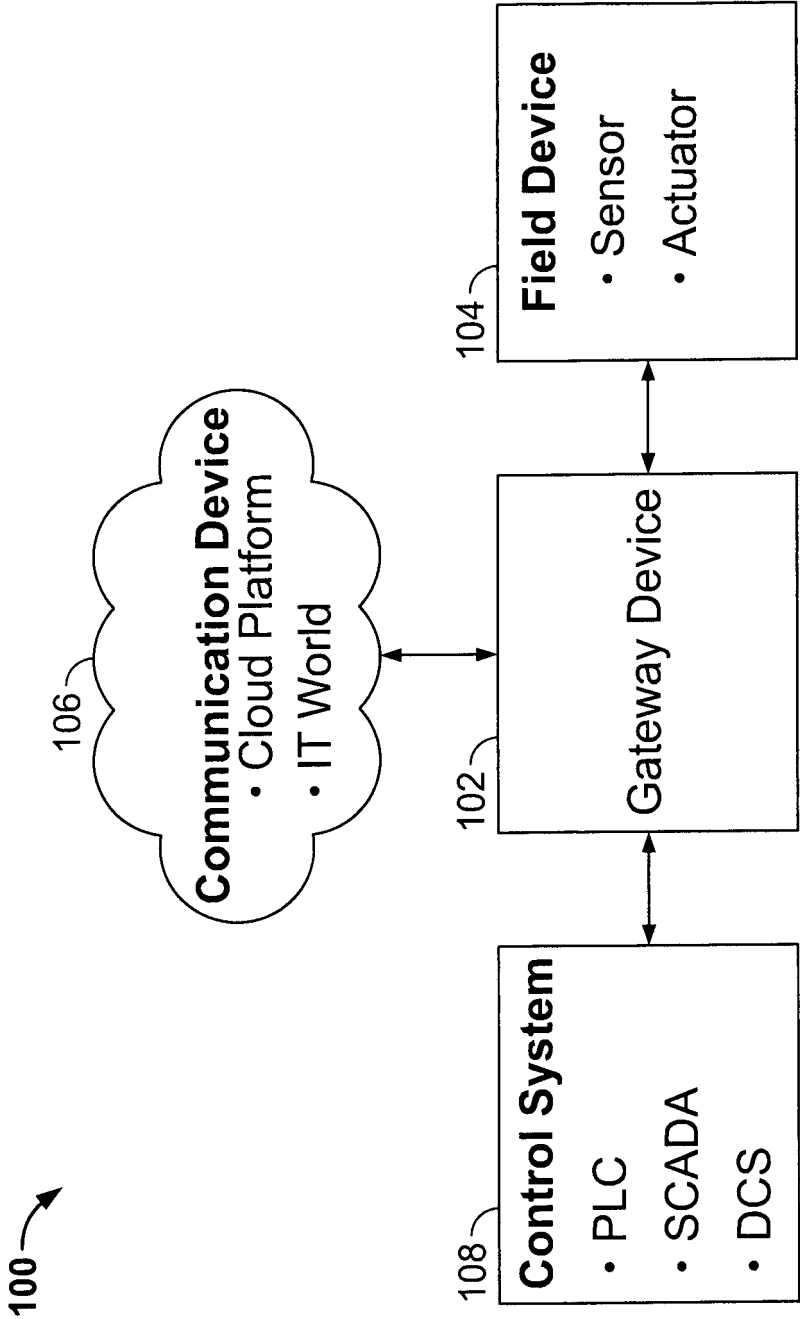 100
106
Communication Device
• Cloud Platform
• IT World
108
Control System
• PLC
• SCADA
• DCS
102
Gateway Device
104
Field Device
• Sensor
• Actuator